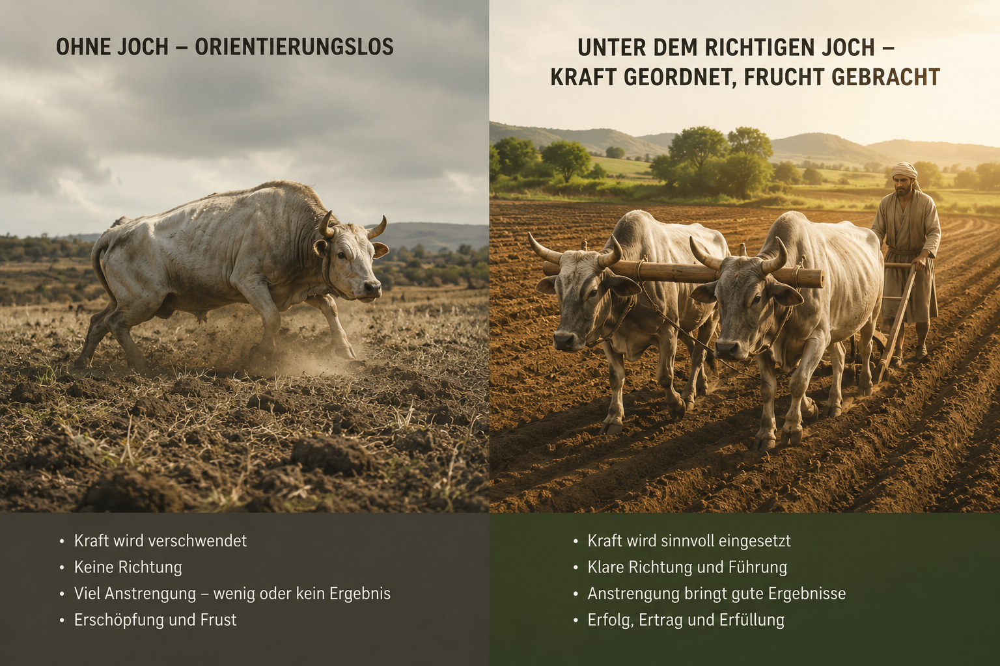 OHNE JOCH – ORIENTIERUNGSLOS
• Kraft wird verschwendet
• Keine Richtung
• Viel Anstrengung – wenig oder kein Ergebnis
• Erschöpfung und Frust
UNTER DEM RICHTIGEN JOCH –
KRAFT GEORDNET, FRUCHT GEBRACHT
• Kraft wird sinnvoll eingesetzt
• Klare Richtung und Führung
• Anstrengung bringt gute Ergebnisse
• Erfolg, Ertrag und Erfüllung